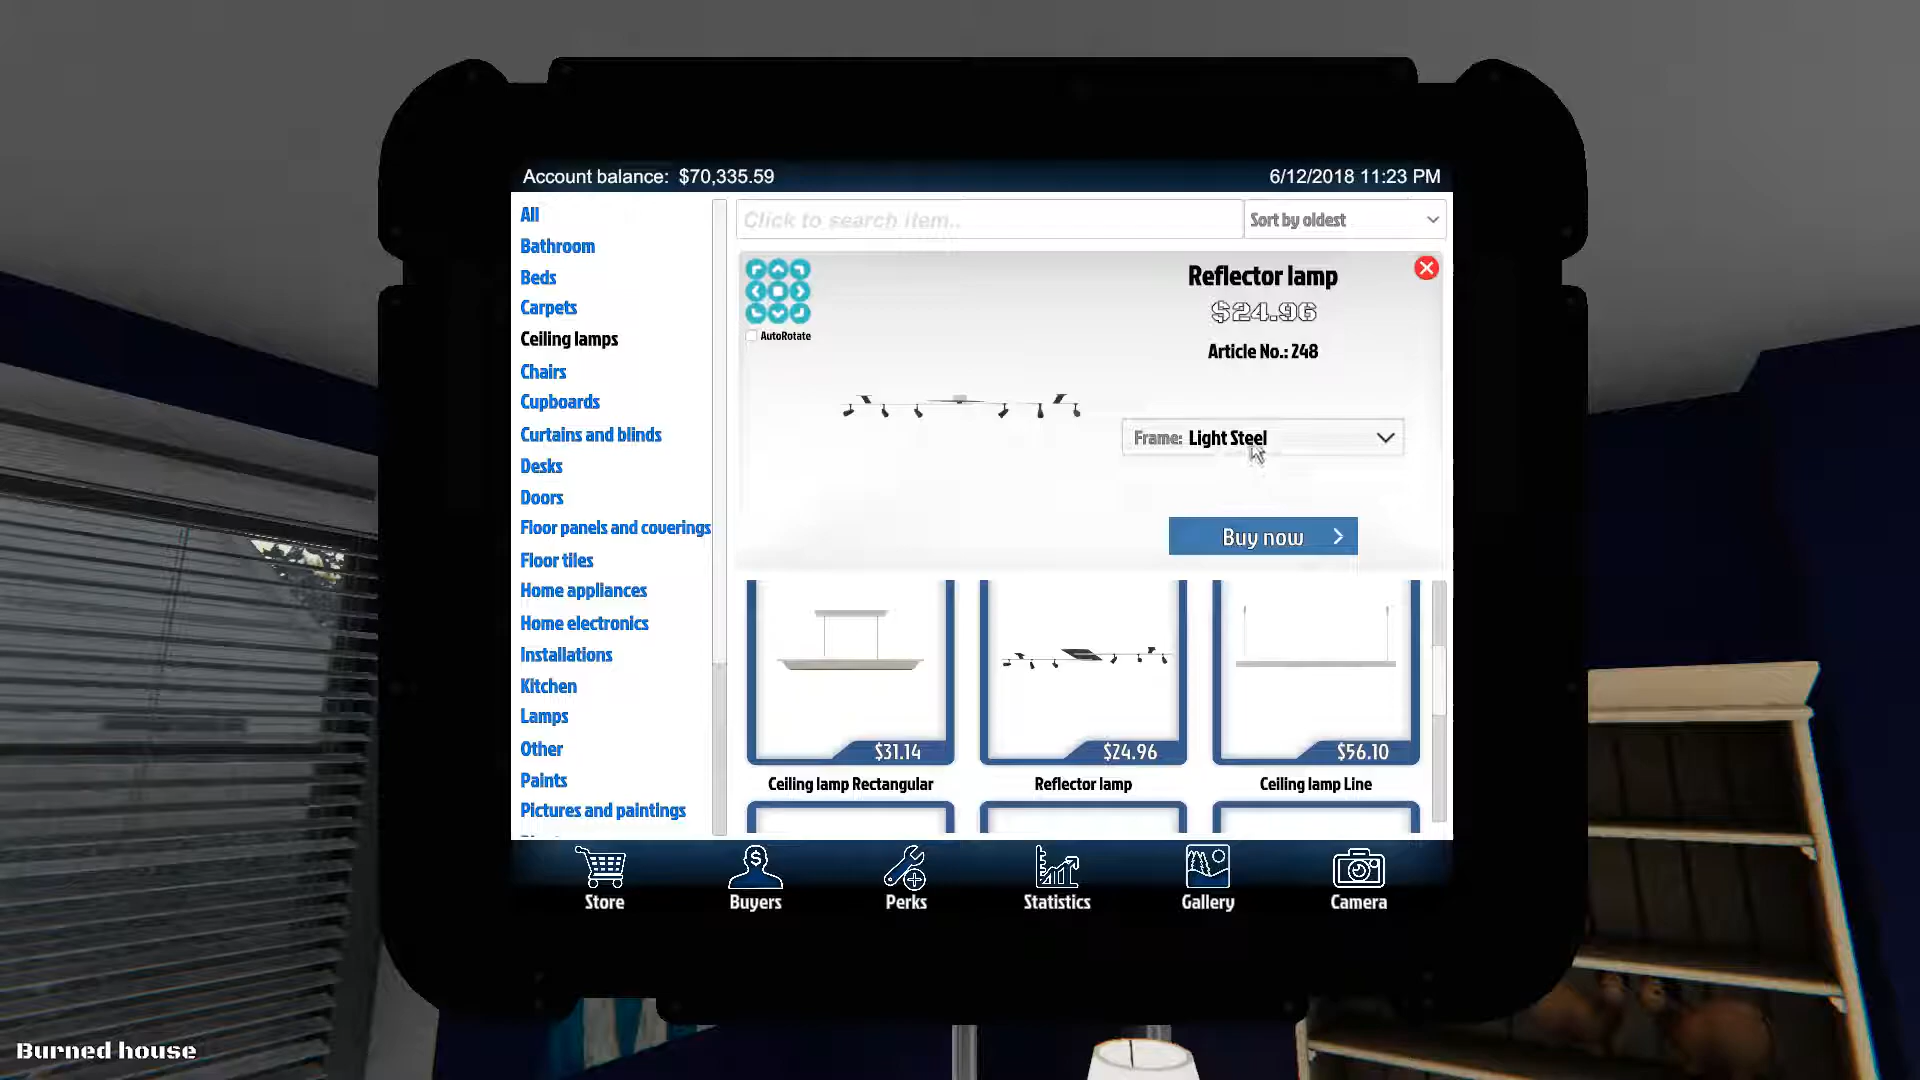 Account balance: $70,335.59
6/12/2018 11:23 PM
All
Bathroom
Beds
Carpets
Ceiling lamps
Chairs
Cupboards
Curtains and blinds
Desks
Doors
Floor panels and coverings
Floor tiles
Home appliances
Home electronics
Installations
Kitchen
Lamps
Other
Paints
Pictures and paintings
Click to search item..
Sort by oldest
AutoRotate
Reflector lamp
$24.96
Article No.: 248
Frame: Light Steel
Buy now
$31.14
Ceiling lamp Rectangular
$24.96
Reflector lamp
$56.10
Ceiling lamp Line
Store
Buyers
Perks
Statistics
Gallery
Camera
Burned house